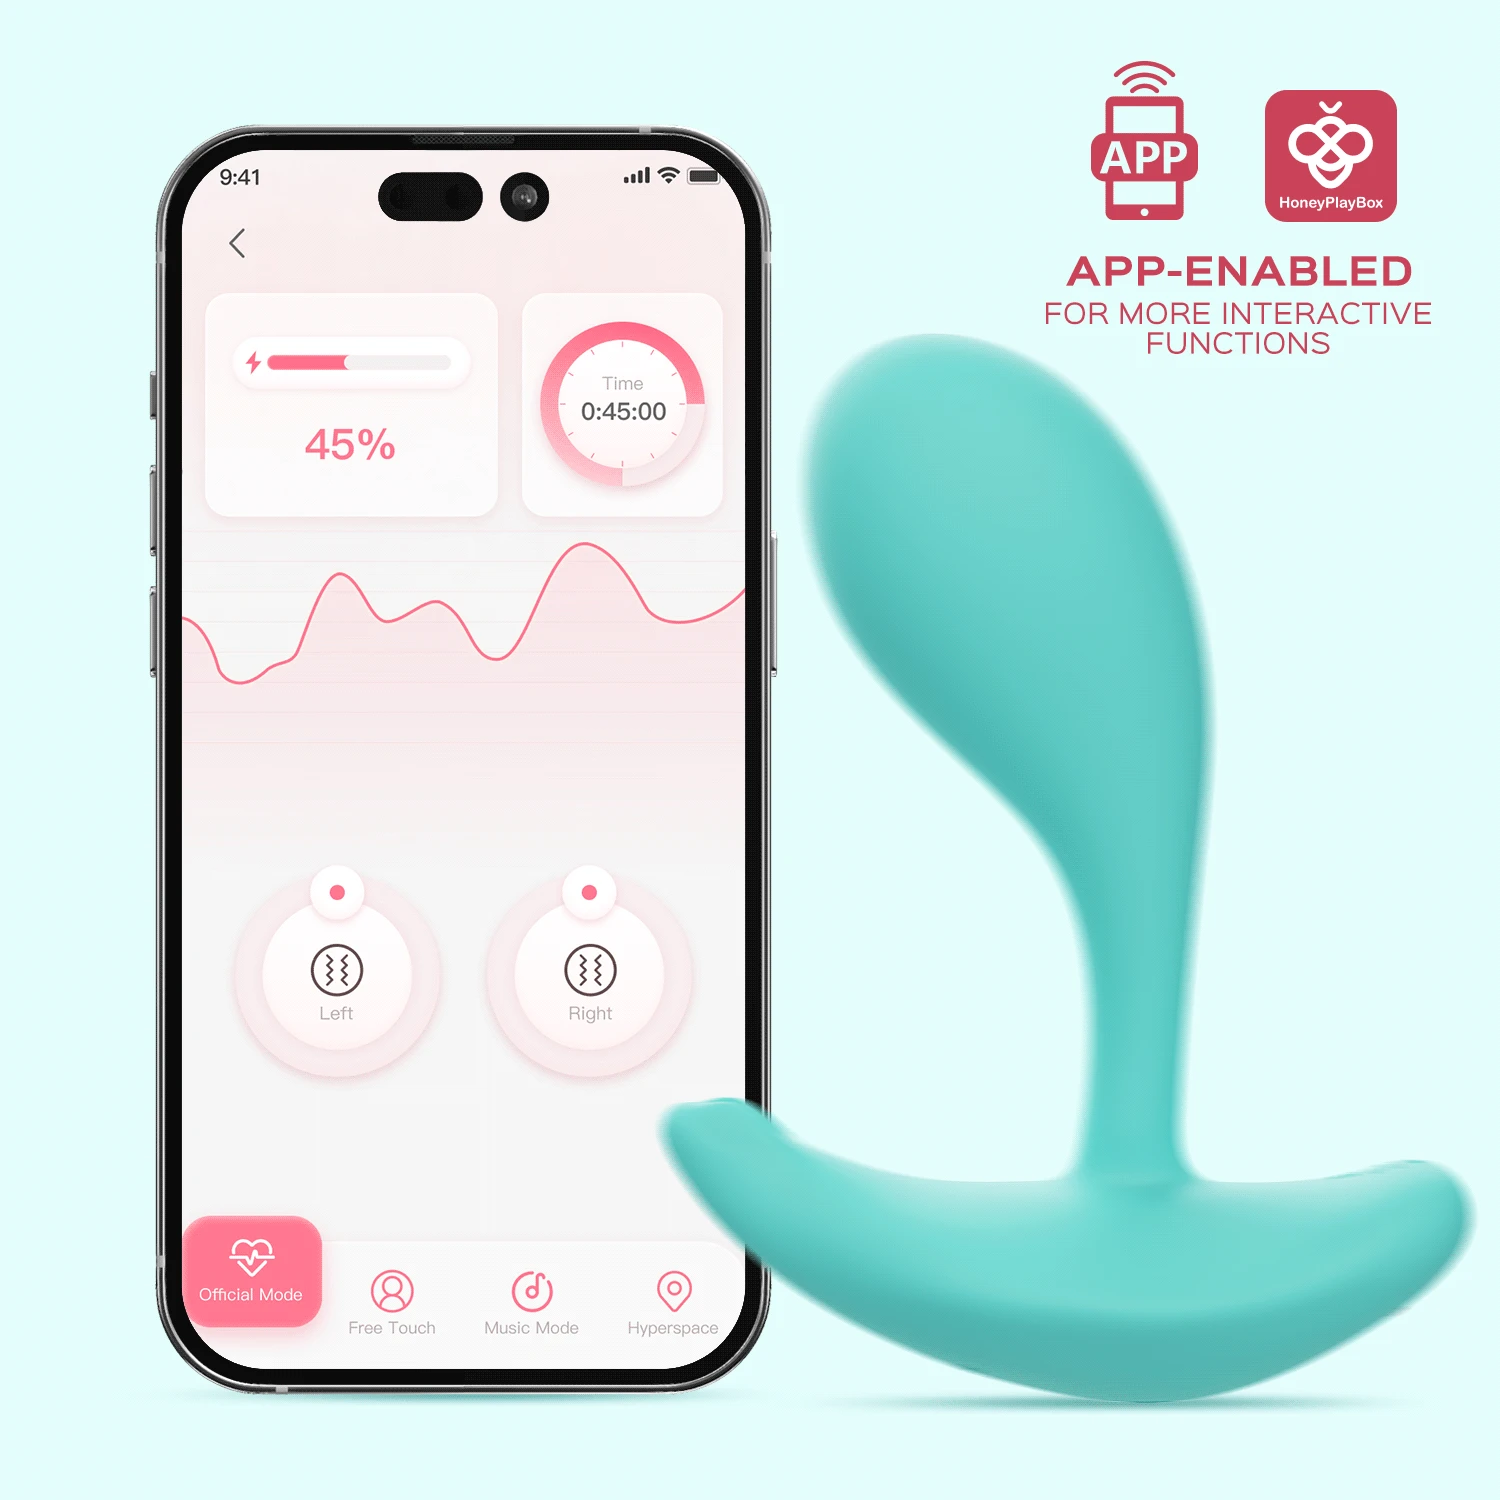 APP
HoneyPlayBox
APP-ENABLED
FOR MORE INTERACTIVE
FUNCTIONS
9:41
45%
Time
0:45:00
Left
Right
Official Mode
Free Touch
Music Mode
Hyperspace